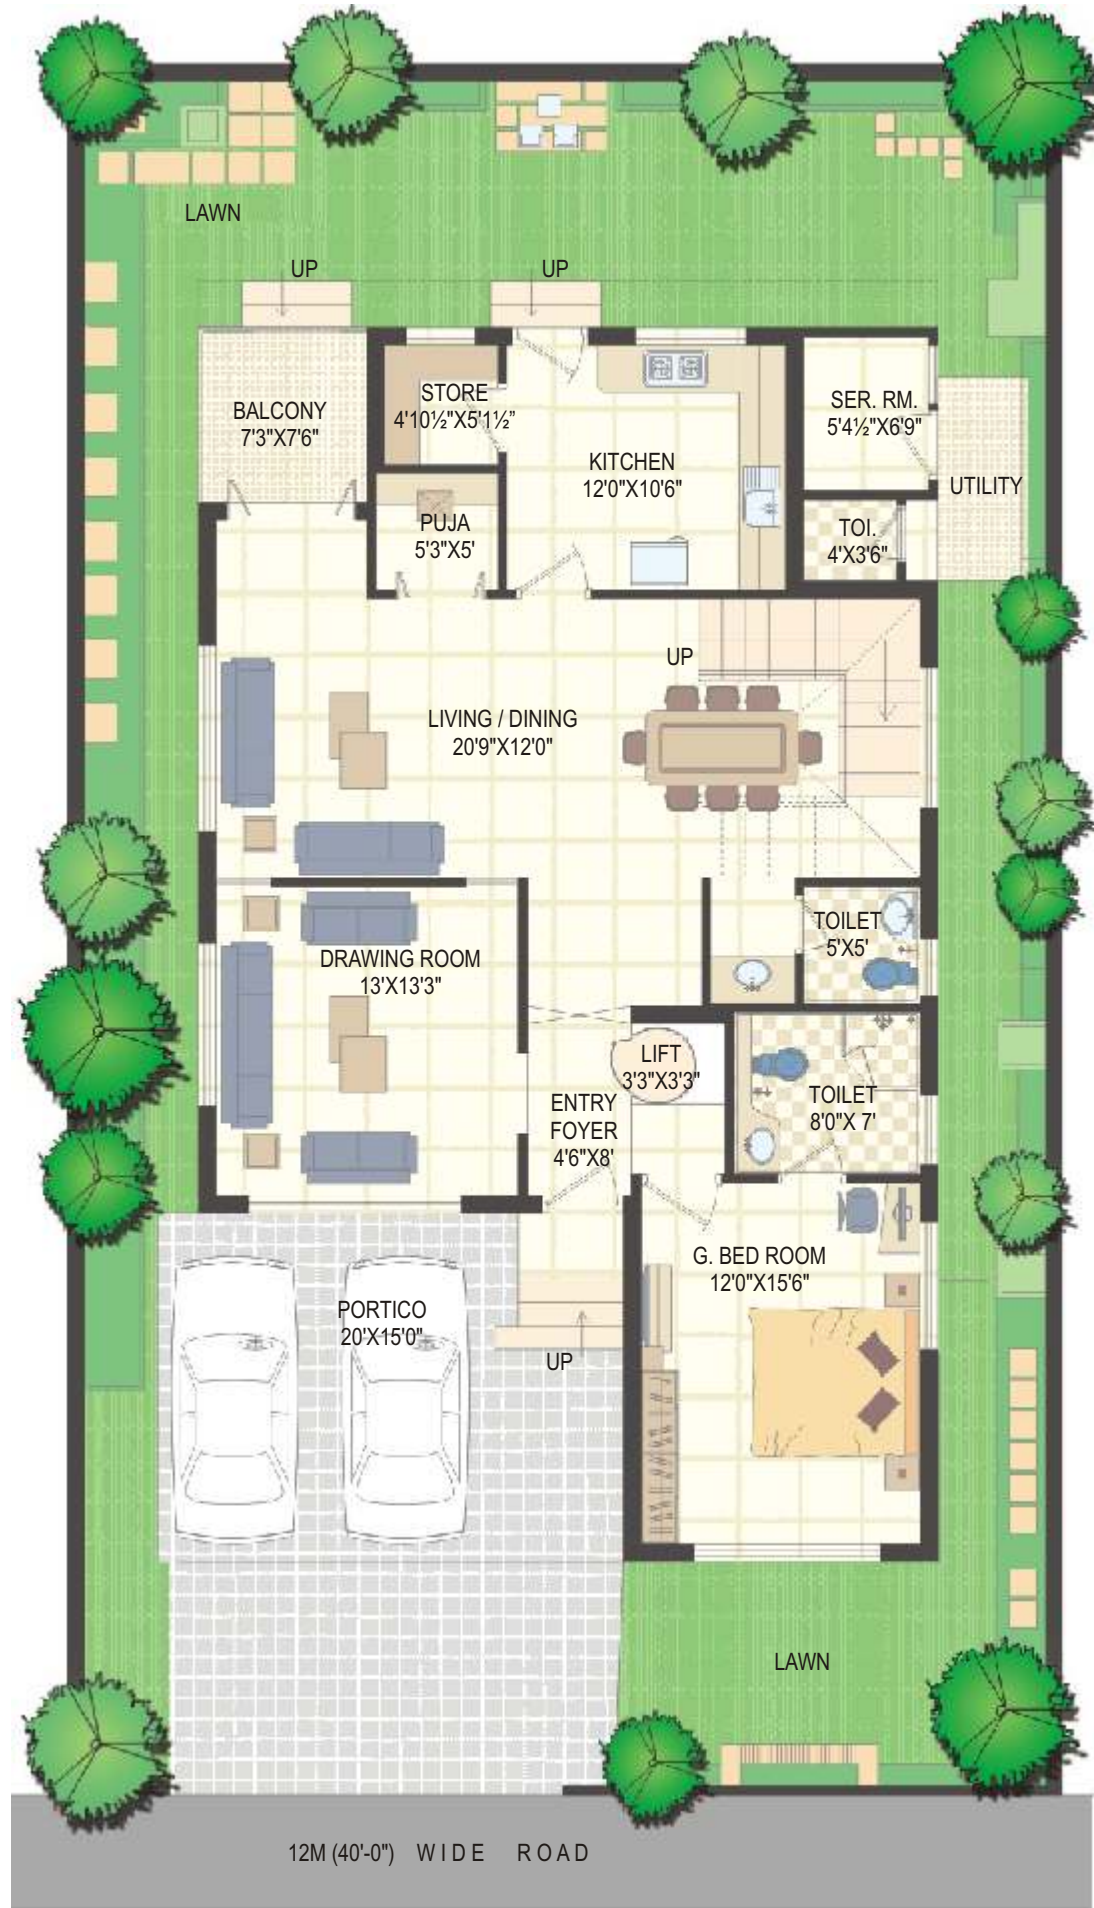 LAWN
UP
UP
BALCONY
7'3"X7'6"
STORE
4'10½"X5'1½"
KITCHEN
12'0"X10'6"
SER. RM.
5'4½"X6'9"
UTILITY
PUJA
5'3"X5'
TOI.
4'X3'6"
UP
LIVING / DINING
20'9"X12'0"
DRAWING ROOM
13'X13'3"
TOILET
5'X5'
LIFT
3'3"X3'3"
ENTRY
FOYER
4'6"X8'
TOILET
8'0"X 7'
G. BED ROOM
12'0"X15'6"
PORTICO
20'X15'0"
UP
LAWN
12M (40'-0") WIDE ROAD